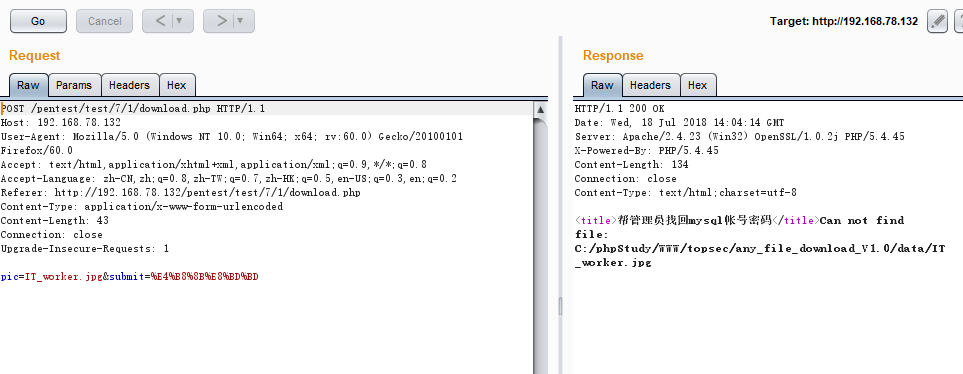 Go Cancel < > Target: http://192.168.78.132
Request
Raw Params Headers Hex
POST /pentest/test/7/1/download.php HTTP/1.1
Host: 192.168.78.132
User-Agent: Mozilla/5.0 (Windows NT 10.0; Win64; x64; rv:60.0) Gecko/20100101
Firefox/60.0
Accept: text/html,application/xhtml+xml,application/xml;q=0.9,*/*;q=0.8
Accept-Language: zh-CN,zh;q=0.8,zh-TW;q=0.7,zh-HK;q=0.5,en-US;q=0.3,en;q=0.2
Referer: http://192.168.78.132/pentest/test/7/1/download.php
Content-Type: application/x-www-form-urlencoded
Content-Length: 43
Connection: close
Upgrade-Insecure-Requests: 1
pic=IT_worker.jpg&submit=%E4%B8%8B%E8%BD%BD
Response
Raw Headers Hex
HTTP/1.1 200 OK
Date: Wed, 18 Jul 2018 14:04:14 GMT
Server: Apache/2.4.23 (Win32) OpenSSL/1.0.2j PHP/5.4.45
X-Powered-By: PHP/5.4.45
Content-Length: 134
Connection: close
Content-Type: text/html;charset=utf-8
<title>帮管理员找回mysql帐号密码</title>Can not find
file:
C:/phpStudy/WWW/topsec/any_file_download_V1.0/data/IT
_worker.jpg